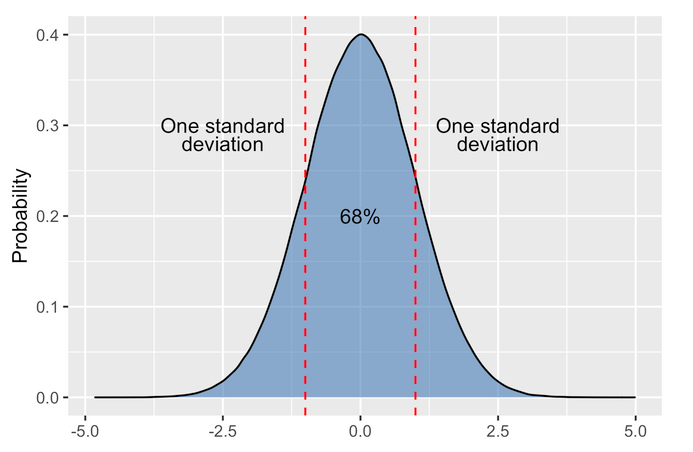 0.4
One standard
deviation
One standard
deviation
0.3
Probability
68%
0.2
0.1
0.0
-5.0 -2.5 0.0 2.5 5.0